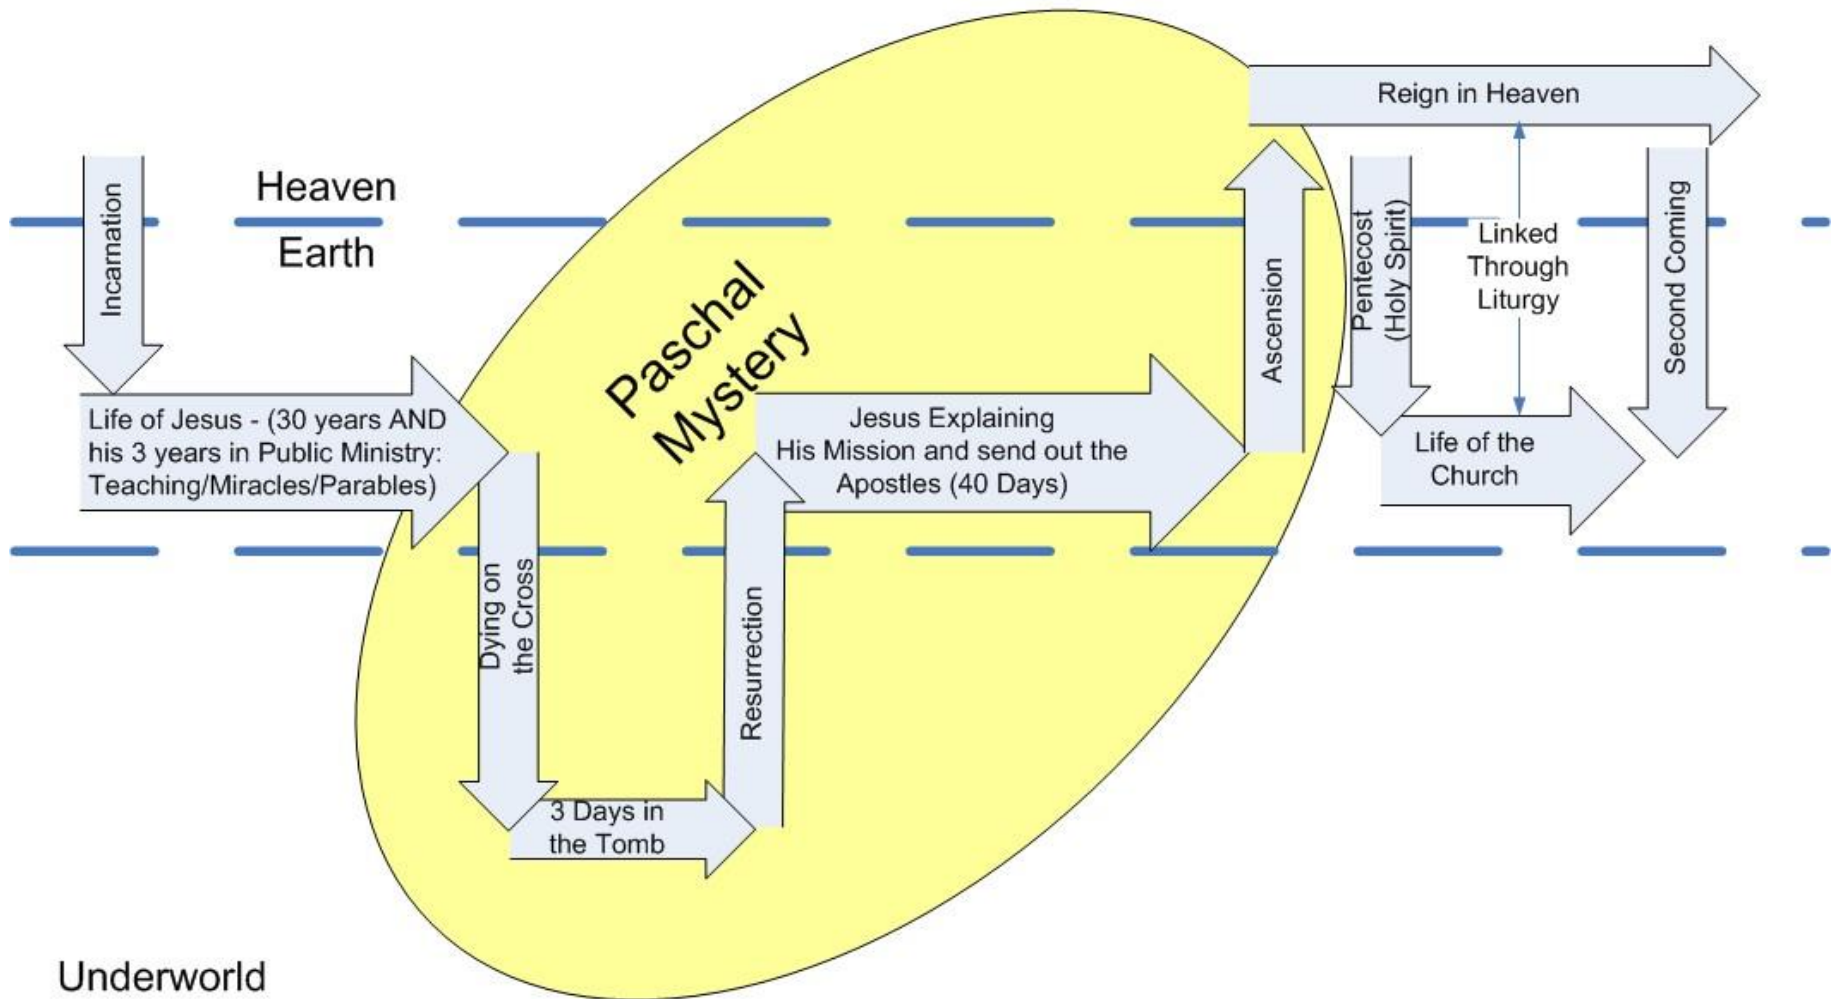 Reign in Heaven
Incarnation
Heaven
Earth
Paschal
Mystery
Ascension
Pentecost
(Holy Spirit)
Linked
Through
Liturgy
Second Coming
Life of Jesus - (30 years AND
his 3 years in Public Ministry:
Teaching/Miracles/Parables)
Jesus Explaining
His Mission and send out the
Apostles (40 Days)
Life of the
Church
Dying on
the Cross
Resurrection
3 Days in
the Tomb
Underworld